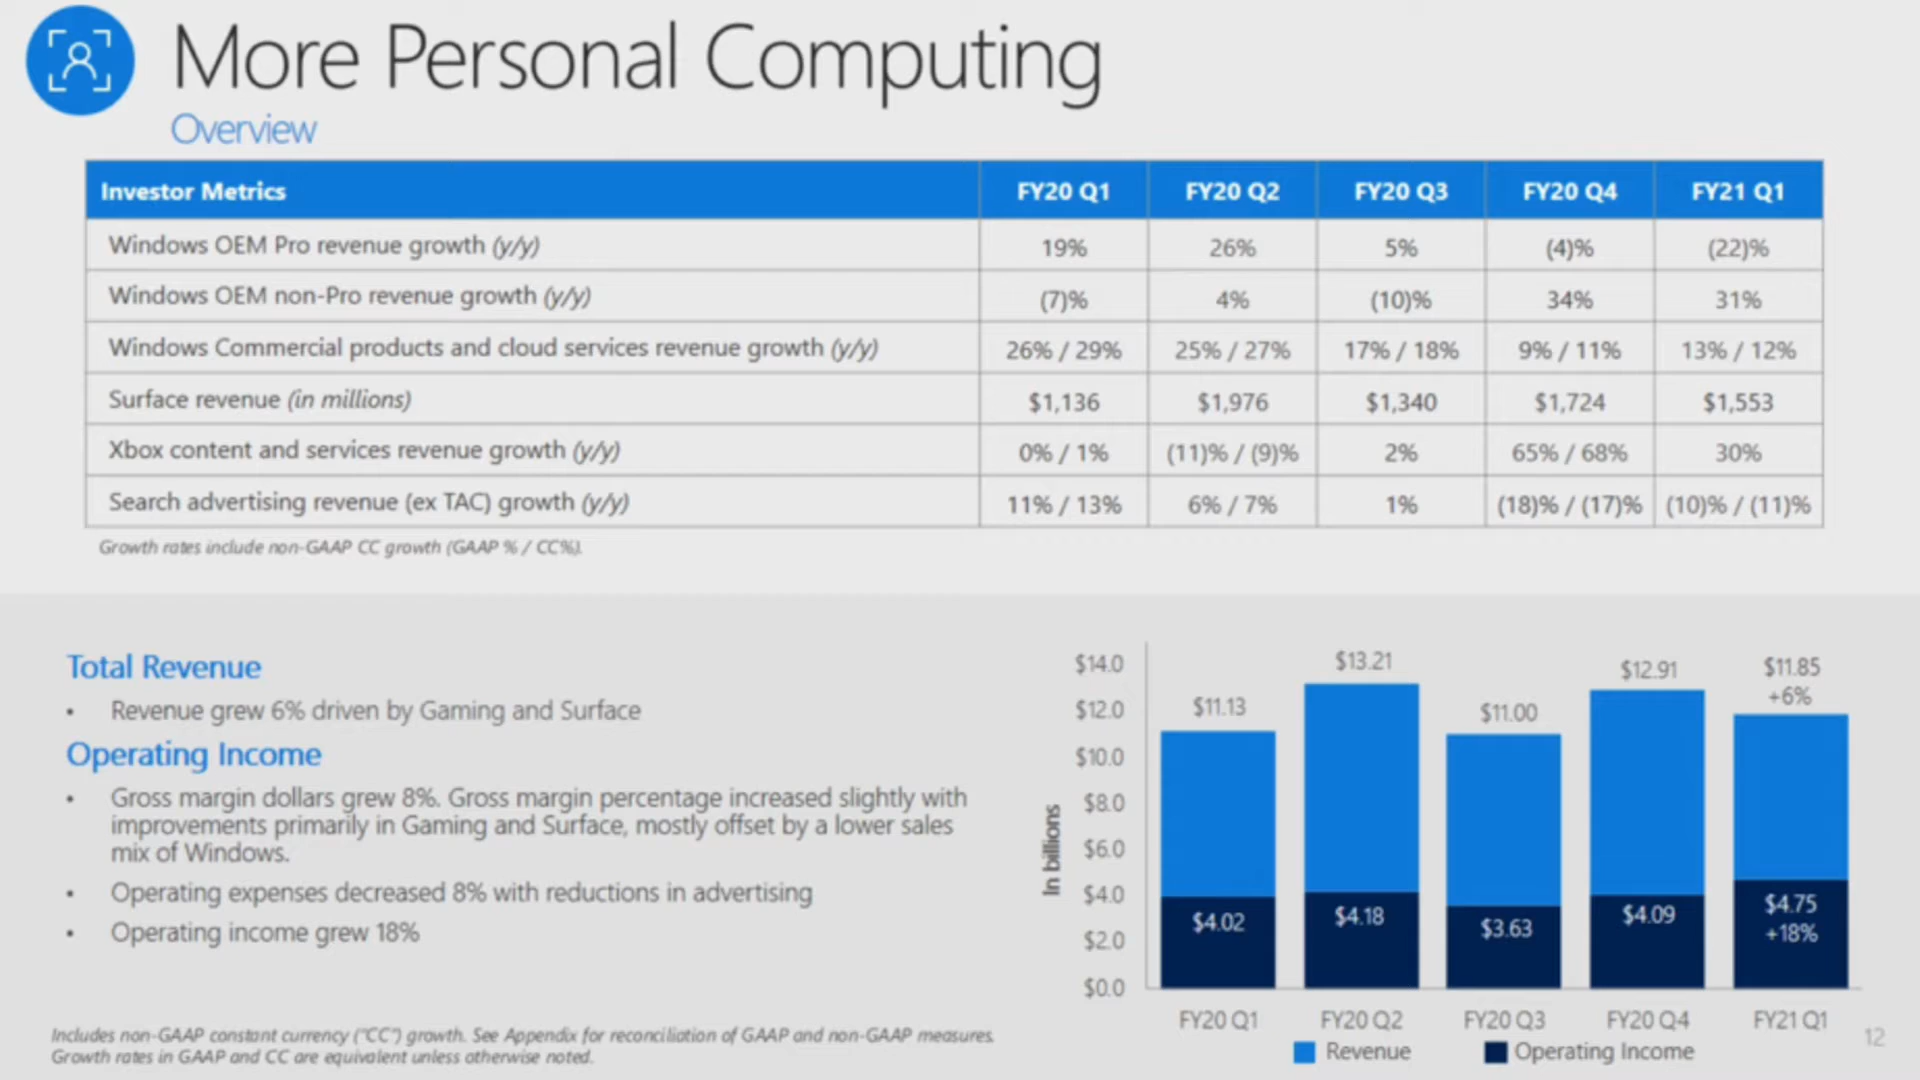 More Personal Computing
Overview
Investor Metrics FY20 Q1 FY20 Q2 FY20 Q3 FY20 Q4 FY21 Q1
Windows OEM Pro revenue growth (y/y) 19% 26% 5% (4)% (22)%
Windows OEM non-Pro revenue growth (y/y) (7)% 4% (10)% 34% 31%
Windows Commercial products and cloud services revenue growth (y/y) 26% / 29% 25% / 27% 17% / 18% 9% / 11% 13% / 12%
Surface revenue (in millions) $1,136 $1,976 $1,340 $1,724 $1,553
Xbox content and services revenue growth (y/y) 0% / 1% (11)% / (9)% 2% 65% / 68% 30%
Search advertising revenue (ex TAC) growth (y/y) 11% / 13% 6% / 7% 1% (18)% / (17)% (10)% / (11)%
Growth rates include non-GAAP CC growth (GAAP % / CC%).
Total Revenue
• Revenue grew 6% driven by Gaming and Surface
Operating Income
• Gross margin dollars grew 8%. Gross margin percentage increased slightly with
improvements primarily in Gaming and Surface, mostly offset by a lower sales
mix of Windows.
• Operating expenses decreased 8% with reductions in advertising
• Operating income grew 18%
Includes non-GAAP constant currency ("CC") growth. See Appendix for reconciliation of GAAP and non-GAAP measures.
Growth rates in GAAP and CC are equivalent unless otherwise noted.
In billions
$14.0
$12.0
$10.0
$8.0
$6.0
$4.0
$2.0
$0.0
$11.13 $13.21 $11.00 $12.91 $11.85
+6%
$4.02 $4.18 $3.63 $4.09 $4.75
+18%
FY20 Q1 FY20 Q2 FY20 Q3 FY20 Q4 FY21 Q1
Revenue Operating Income
12